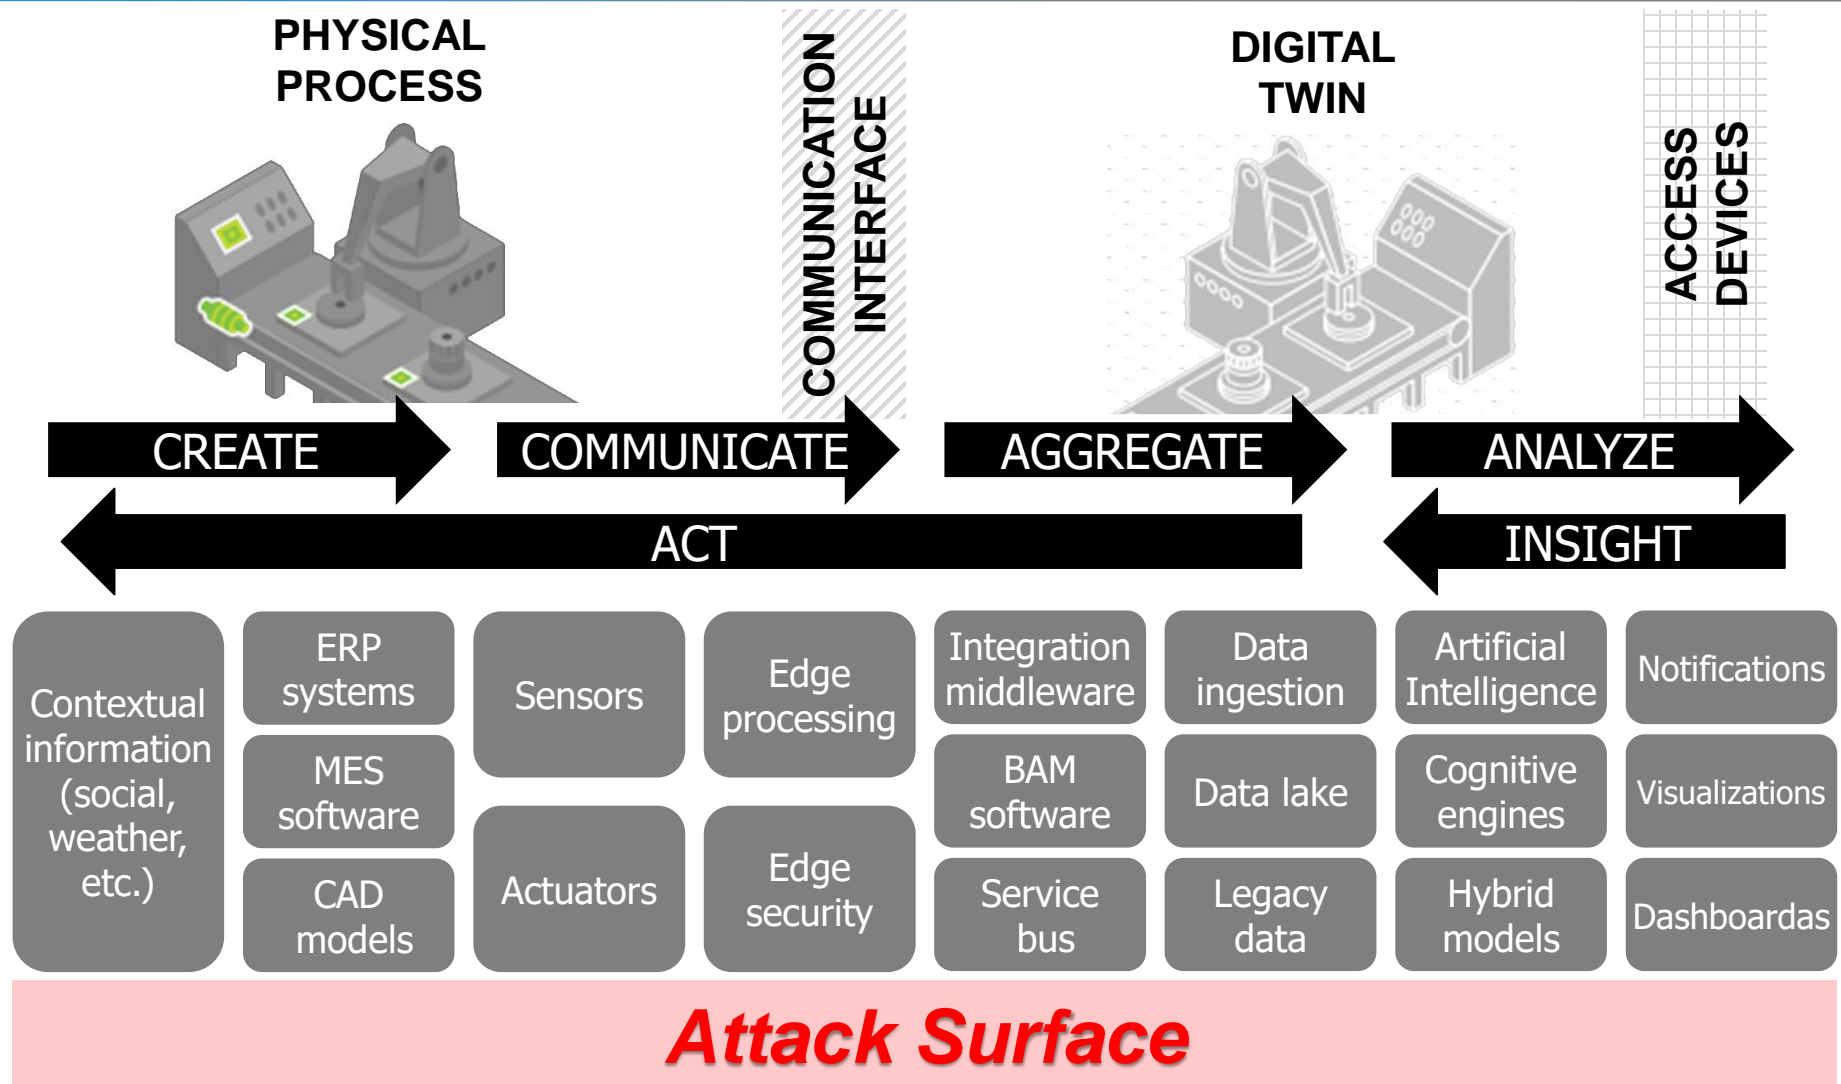 PHYSICAL
PROCESS
COMMUNICATION
INTERFACE
DIGITAL
TWIN
ACCESS
DEVICES
CREATE
COMMUNICATE
AGGREGATE
ANALYZE
ACT
INSIGHT
Contextual
information
(social,
weather,
etc.)
ERP
systems
MES
software
CAD
models
Sensors
Actuators
Edge
processing
Edge
security
Integration
middleware
BAM
software
Service
bus
Data
ingestion
Data lake
Legacy
data
Artificial
Intelligence
Cognitive
engines
Hybrid
models
Notifications
Visualizations
Dashboardas
Attack Surface